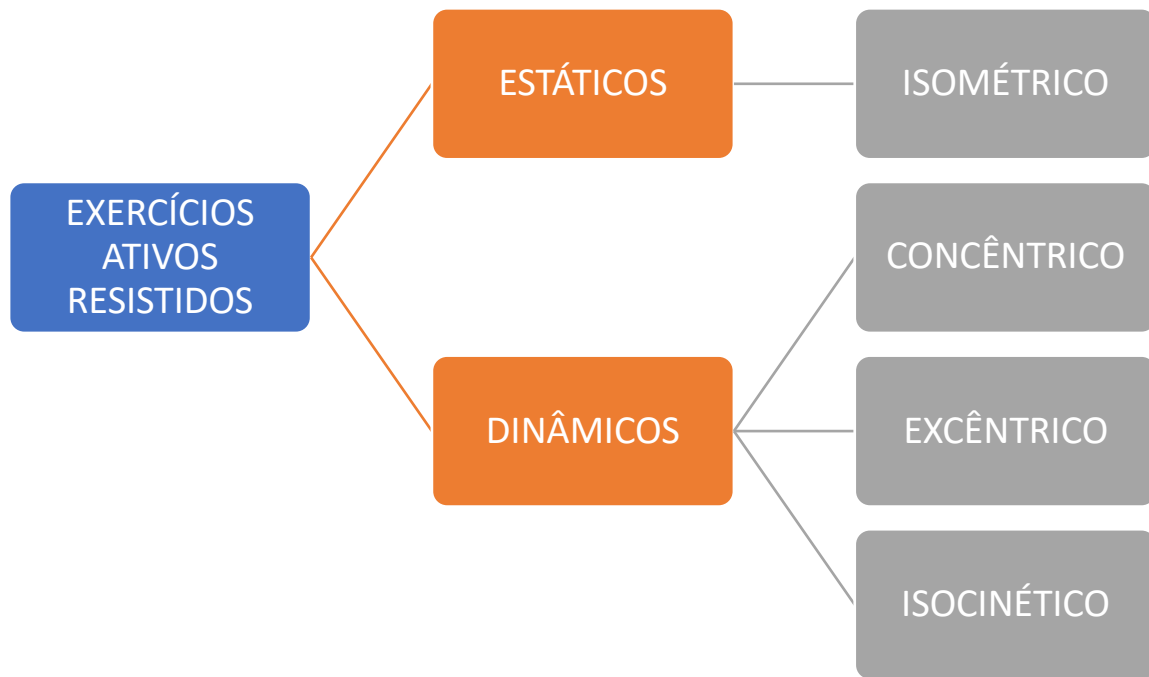 EXERCÍCIOS
ATIVOS
RESISTIDOS
ESTÁTICOS
ISOMÉTRICO
DINÂMICOS
CONCÊNTRICO
EXCÊNTRICO
ISOCINÉTICO